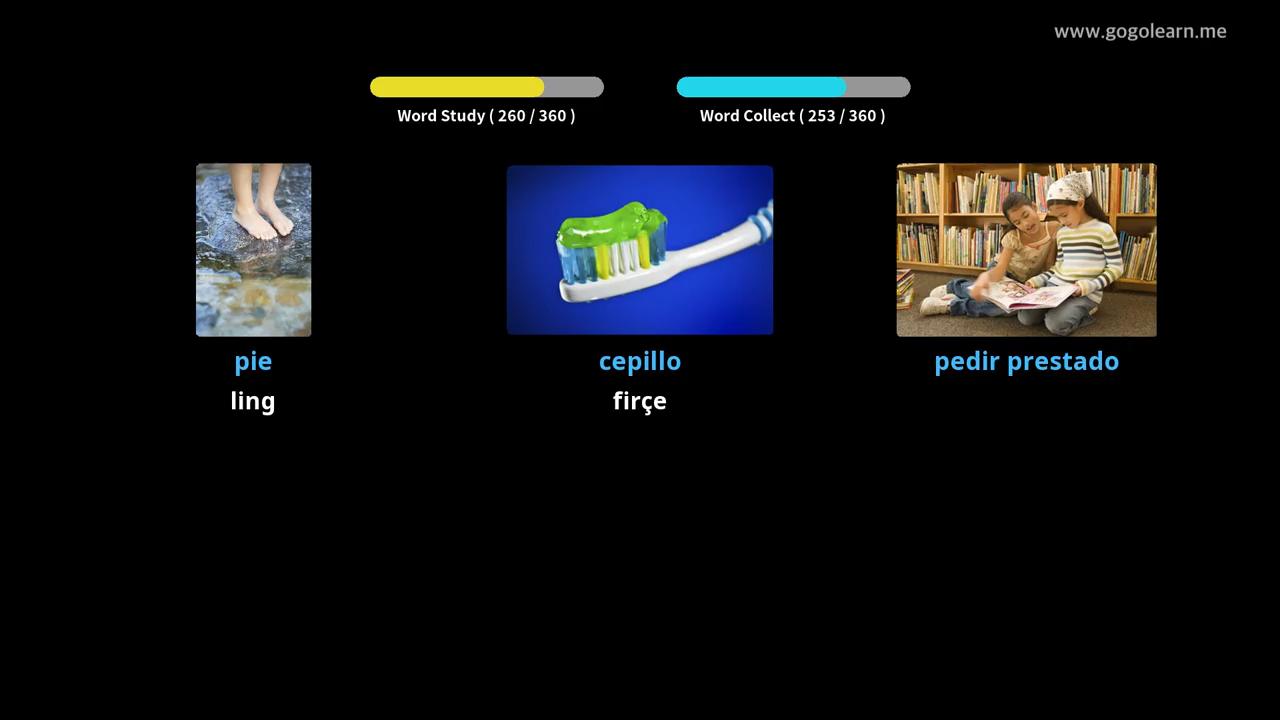 www.gogolearn.me
Word Study ( 260 / 360 )
Word Collect ( 253 / 360 )
pie
cepillo
pedir prestado
ling
firçe